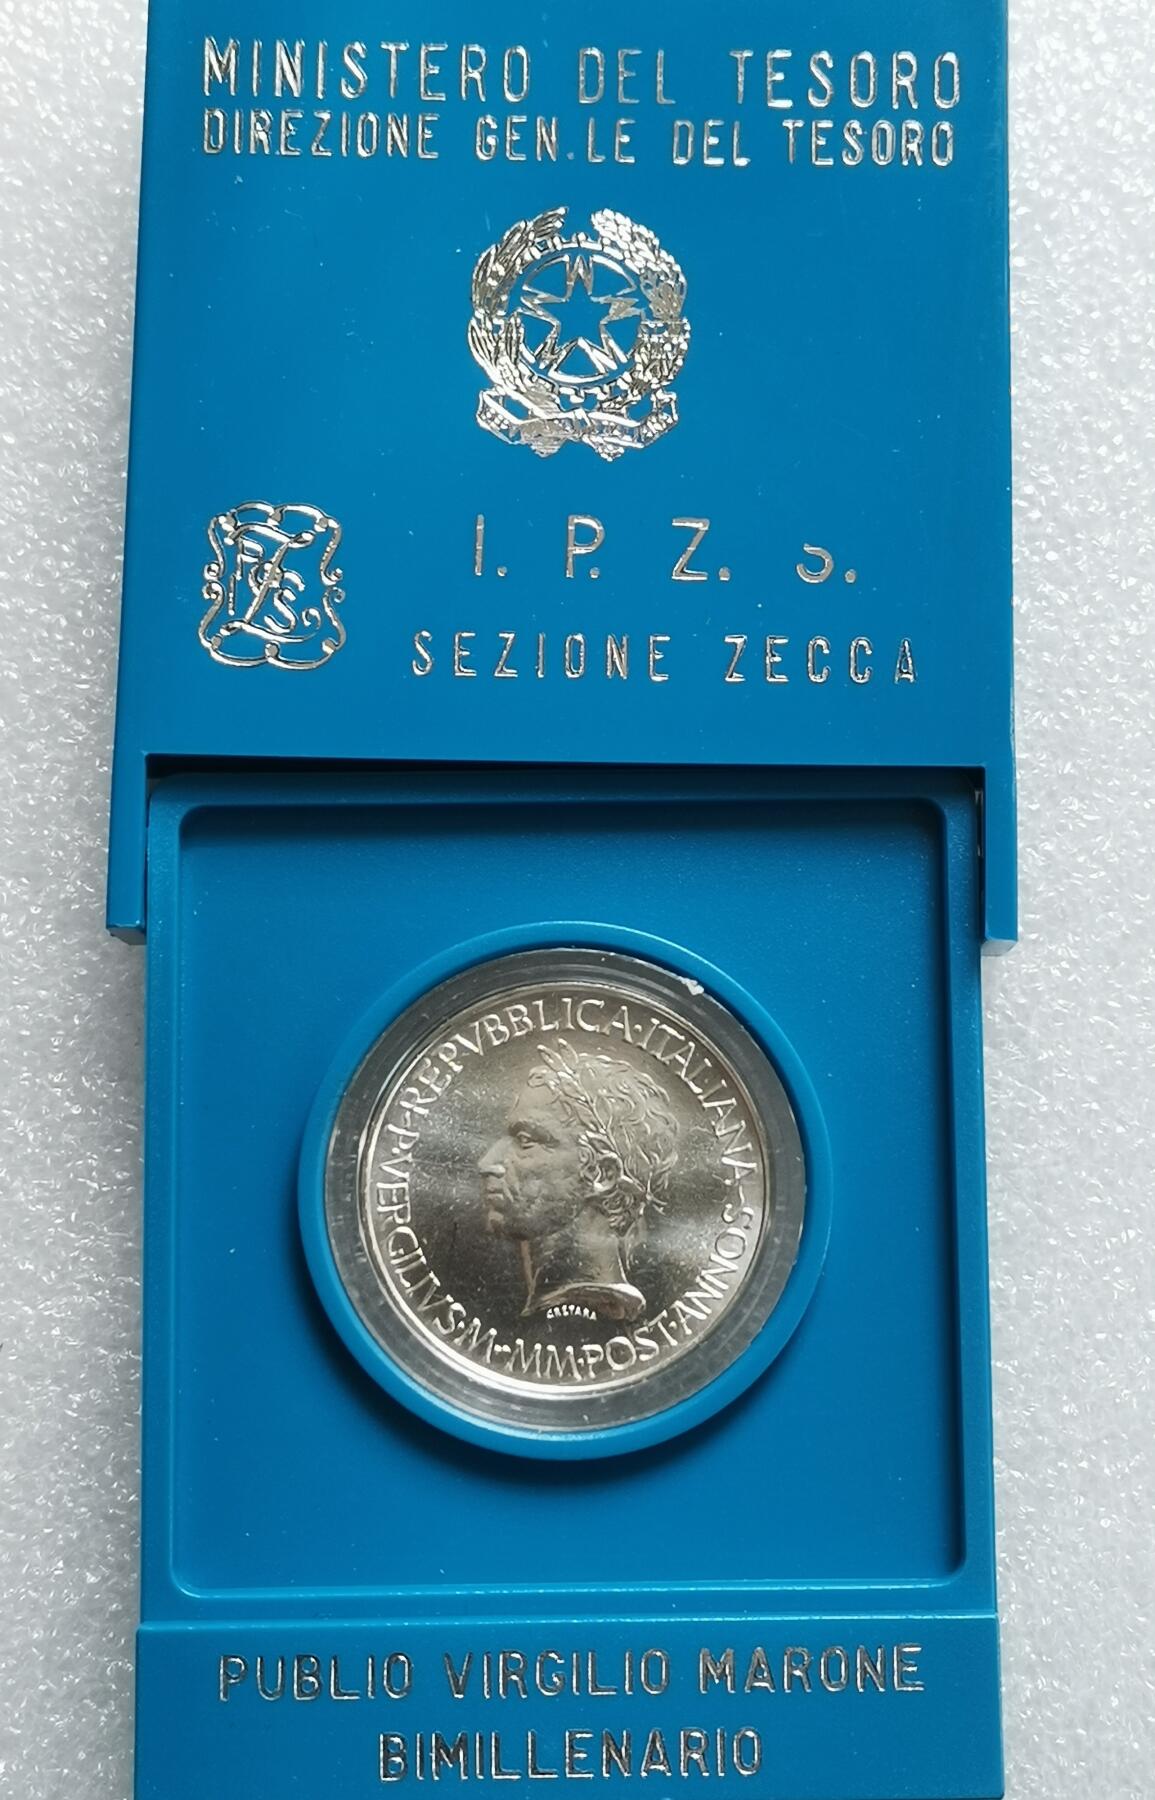 MINISTERO DEL TESORO
DIREZIONE GEN.LE DEL TESORO
I. P. Z. S.
SEZIONE ZECCA
REPVBBLICA·ITALIANA
P·VERGILIVS·M··MM·POST·ANNOS
CRETARA
PUBLIO VIRGILIO MARONE
BIMILLENARIO